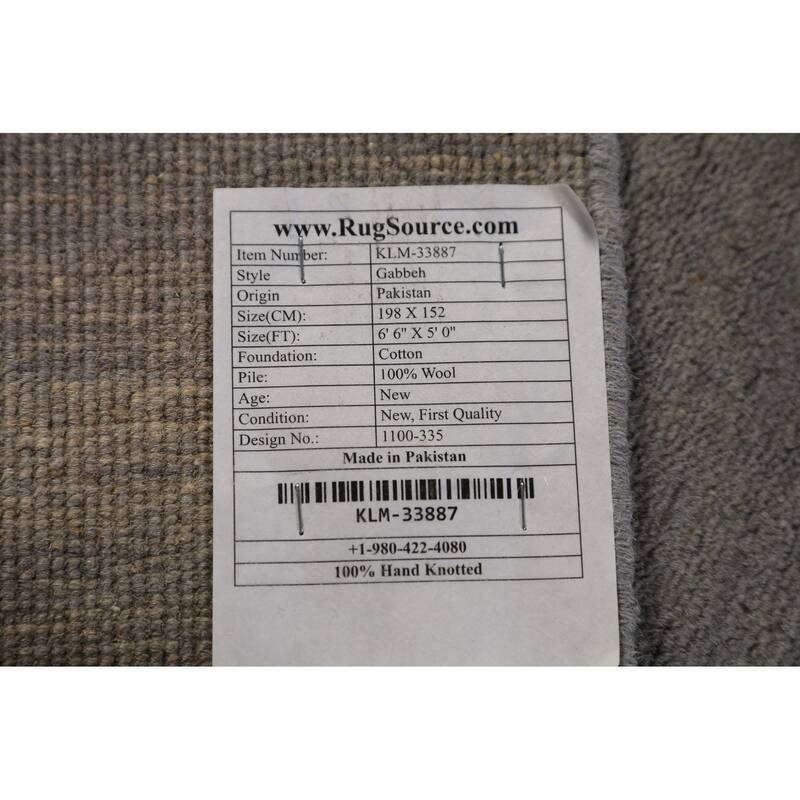 www.RugSource.com
Item Number: KLM-33887
Style Gabbeh
Origin Pakistan
Size(CM): 198 X 152
Size(FT): 6' 6" X 5' 0"
Foundation: Cotton
Pile: 100% Wool
Age: New
Condition: New, First Quality
Design No.: 1100-335
Made in Pakistan
KLM-33887
+1-980-422-4080
100% Hand Knotted